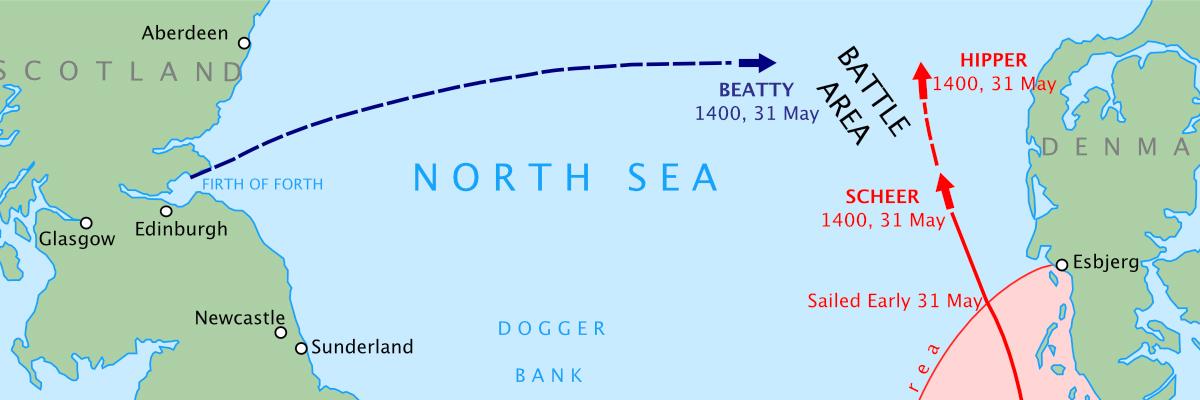 Aberdeen
SCOTLAND
BEATTY
1400, 31 May
BATTLE
AREA
HIPPER
1400, 31 May
DENMA
NORTH SEA
FIRTH OF FORTH
Edinburgh
Glasgow
SCHEER
1400, 31 May
Esbjerg
Sailed Early 31 May
Newcastle
Sunderland
DOGGER
BANK
rea